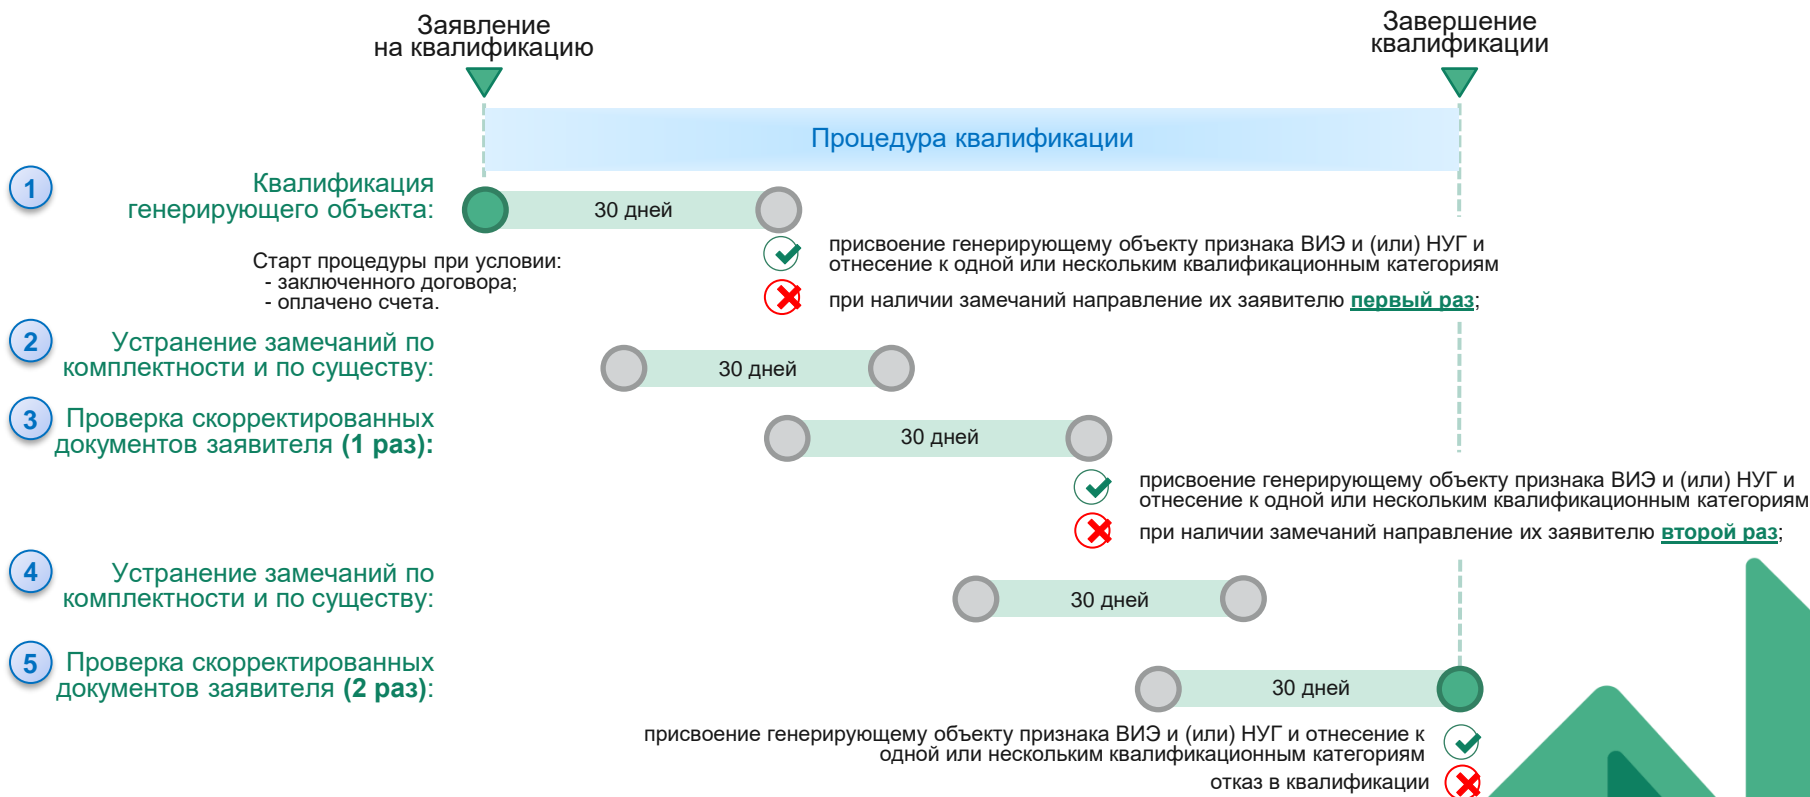 Заявление
на квалификацию
Завершение
квалификации
Процедура квалификации
1
Квалификация
генерирующего объекта:
30 дней
Старт процедуры при условии:
- заключенного договора;
- оплачено счета.
присвоение генерирующему объекту признака ВИЭ и (или) НУГ и
отнесение к одной или нескольким квалификационным категориям
при наличии замечаний направление их заявителю первый раз;
2
Устранение замечаний по
комплектности и по существу:
30 дней
3
Проверка скорректированных
документов заявителя (1 раз):
30 дней
присвоение генерирующему объекту признака ВИЭ и (или) НУГ и
отнесение к одной или нескольким квалификационным категориям
при наличии замечаний направление их заявителю второй раз;
4
Устранение замечаний по
комплектности и по существу:
30 дней
5
Проверка скорректированных
документов заявителя (2 раз):
30 дней
присвоение генерирующему объекту признака ВИЭ и (или) НУГ и отнесение к
одной или нескольким квалификационным категориям
отказ в квалификации